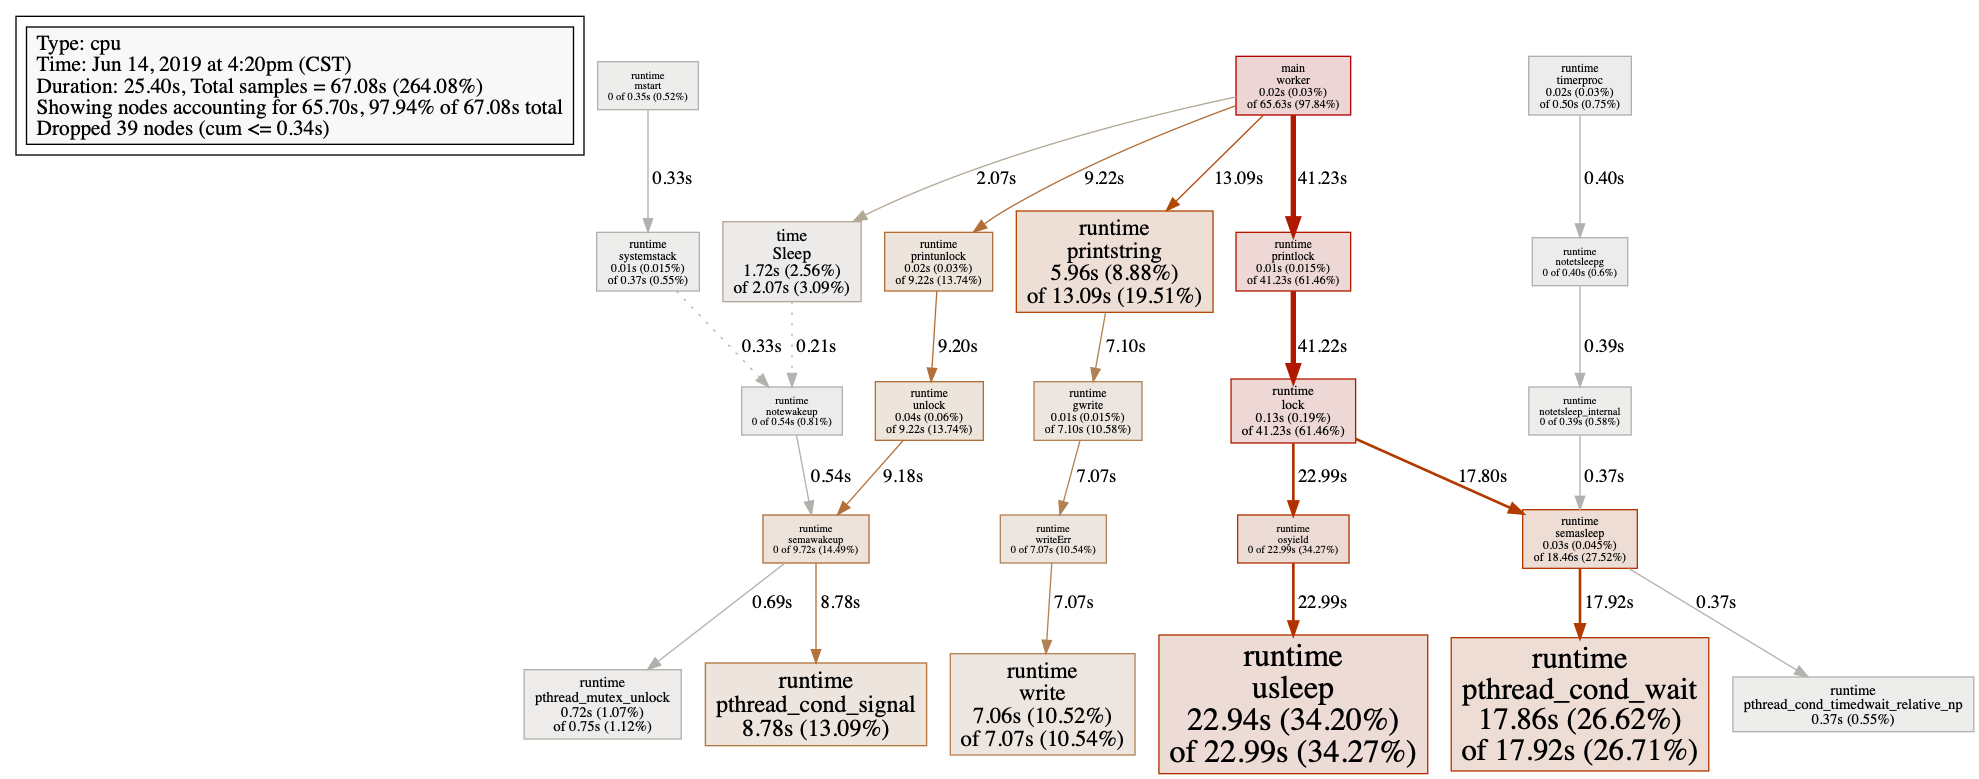 Type: cpu
Time: Jun 14, 2019 at 4:20pm (CST)
Duration: 25.40s, Total samples = 67.08s (264.08%)
Showing nodes accounting for 65.70s, 97.94% of 67.08s total
Dropped 39 nodes (cum <= 0.34s)
runtime
mstart
0 of 0.35s (0.52%)
main
worker
0.02s (0.03%)
of 65.63s (97.84%)
runtime
timerproc
0.02s (0.03%)
of 0.50s (0.75%)
0.33s
2.07s
9.22s
13.09s
41.23s
0.40s
runtime
systemstack
0.01s (0.015%)
of 0.37s (0.55%)
time
Sleep
1.72s (2.56%)
of 2.07s (3.09%)
runtime
printunlock
0.02s (0.03%)
of 9.22s (13.74%)
runtime
printstring
5.96s (8.88%)
of 13.09s (19.51%)
runtime
printlock
0.01s (0.015%)
of 41.23s (61.46%)
runtime
notetsleepg
0 of 0.40s (0.6%)
0.33s
0.21s
9.20s
7.10s
41.22s
0.39s
runtime
notewakeup
0 of 0.54s (0.81%)
runtime
unlock
0.04s (0.06%)
of 9.22s (13.74%)
runtime
gwrite
0.01s (0.015%)
of 7.10s (10.58%)
runtime
lock
0.13s (0.19%)
of 41.23s (61.46%)
runtime
notetsleep_internal
0 of 0.39s (0.58%)
0.54s
9.18s
7.07s
22.99s
17.80s
0.37s
runtime
semawakeup
0 of 9.72s (14.49%)
runtime
writeErr
0 of 7.07s (10.54%)
runtime
osyield
0 of 22.99s (34.27%)
runtime
semasleep
0.03s (0.045%)
of 18.46s (27.52%)
0.69s
8.78s
7.07s
22.99s
17.92s
0.37s
runtime
pthread_mutex_unlock
0.72s (1.07%)
of 0.75s (1.12%)
runtime
pthread_cond_signal
8.78s (13.09%)
runtime
write
7.06s (10.52%)
of 7.07s (10.54%)
runtime
usleep
22.94s (34.20%)
of 22.99s (34.27%)
runtime
pthread_cond_wait
17.86s (26.62%)
of 17.92s (26.71%)
runtime
pthread_cond_timedwait_relative_np
0.37s (0.55%)